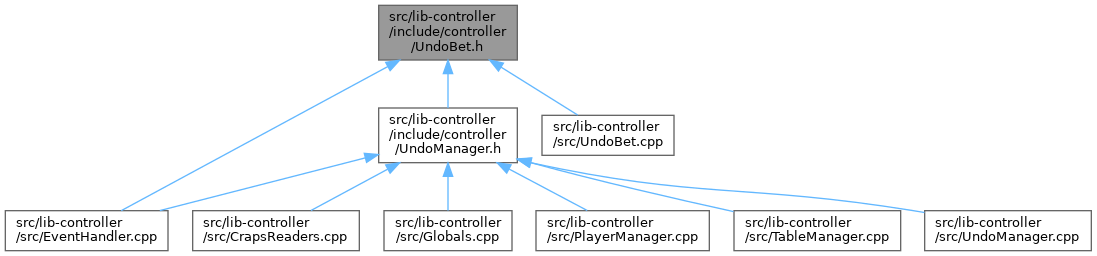 src/lib-controller
/include/controller
/UndoBet.h
src/lib-controller
/include/controller
/UndoManager.h
src/lib-controller
/src/UndoBet.cpp
src/lib-controller
/src/EventHandler.cpp
src/lib-controller
/src/CrapsReaders.cpp
src/lib-controller
/src/Globals.cpp
src/lib-controller
/src/PlayerManager.cpp
src/lib-controller
/src/TableManager.cpp
src/lib-controller
/src/UndoManager.cpp